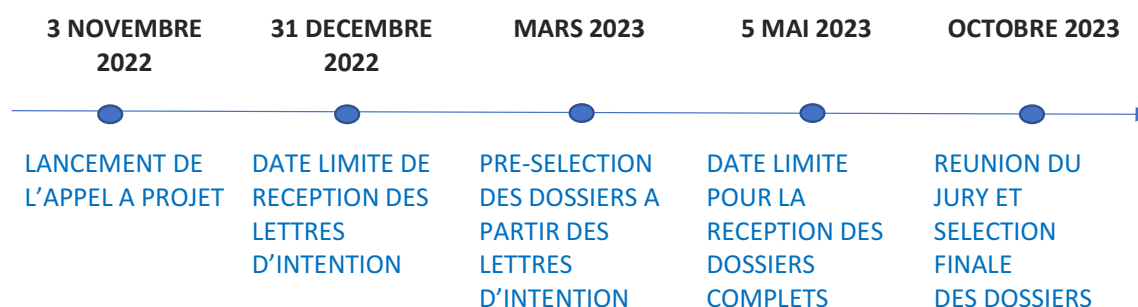 3 NOVEMBRE
2022
31 DECEMBRE
2022
MARS 2023
5 MAI 2023
OCTOBRE 2023
LANCEMENT DE
L’APPEL A PROJET
DATE LIMITE DE
RECEPTION DES
LETTRES
D’INTENTION
PRE-SELECTION
DES DOSSIERS A
PARTIR DES
LETTRES
D’INTENTION
DATE LIMITE
POUR LA
RECEPTION DES
DOSSIERS
COMPLETS
REUNION DU
JURY ET
SELECTION
FINALE
DES DOSSIERS